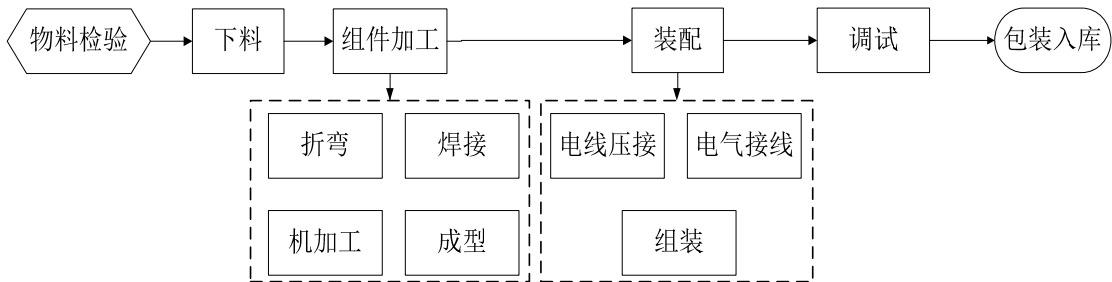 物料检验
下料
组件加工
装配
调试
包装入库
折弯
焊接
电线压接
电气接线
机加工
成型
组装